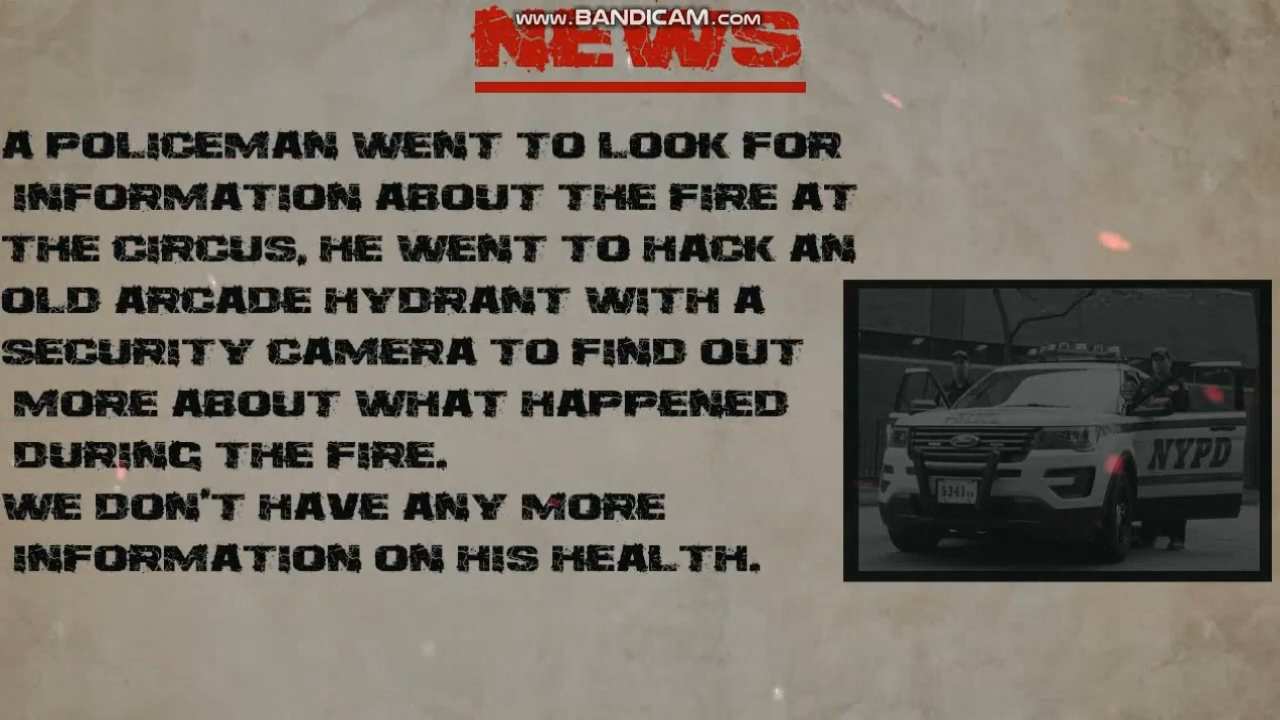 www.BANDICAM.com
NEWS
A POLICEMAN WENT TO LOOK FOR
INFORMATION ABOUT THE FIRE AT
THE CIRCUS, HE WENT TO HACK AN
OLD ARCADE HYDRANT WITH A
SECURITY CAMERA TO FIND OUT
MORE ABOUT WHAT HAPPENED
DURING THE FIRE.
WE DON'T HAVE ANY MORE
INFORMATION ON HIS HEALTH.
NYPD
5341